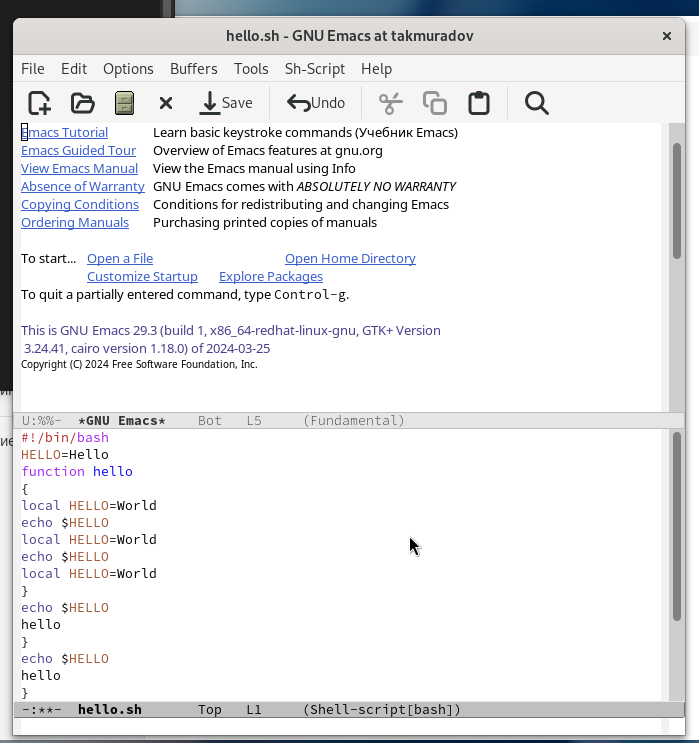 hello.sh - GNU Emacs at takmuradov ×
File Edit Options Buffers Tools Sh-Script Help
Save Undo
Emacs Tutorial Learn basic keystroke commands (Учебник Emacs)
Emacs Guided Tour Overview of Emacs features at gnu.org
View Emacs Manual View the Emacs manual using Info
Absence of Warranty GNU Emacs comes with ABSOLUTELY NO WARRANTY
Copying Conditions Conditions for redistributing and changing Emacs
Ordering Manuals Purchasing printed copies of manuals
To start... Open a File Open Home Directory
Customize Startup Explore Packages
To quit a partially entered command, type Control-g.
This is GNU Emacs 29.3 (build 1, x86_64-redhat-linux-gnu, GTK+ Version
3.24.41, cairo version 1.18.0) of 2024-03-25
Copyright (C) 2024 Free Software Foundation, Inc.
U:%%- *GNU Emacs* Bot L5 (Fundamental)
#!/bin/bash
HELLO=Hello
function hello
{
local HELLO=World
echo $HELLO
local HELLO=World
echo $HELLO
local HELLO=World
}
echo $HELLO
hello
}
echo $HELLO
hello
}
-:**- hello.sh Top L1 (Shell-script[bash])